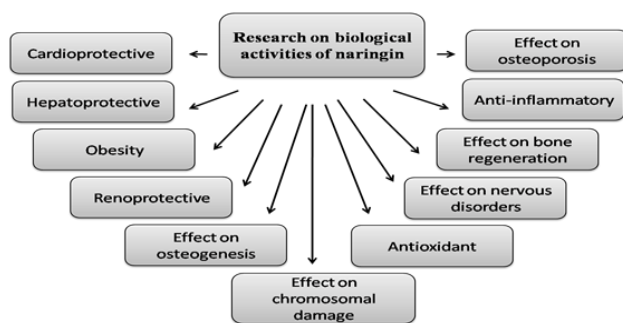 Research on biological
activities of naringin
Cardioprotective
Hepatoprotective
Obesity
Renoprotective
Effect on
osteogenesis
Effect on
chromosomal
damage
Antioxidant
Effect on nervous
disorders
Effect on bone
regeneration
Anti-inflammatory
Effect on
osteoporosis